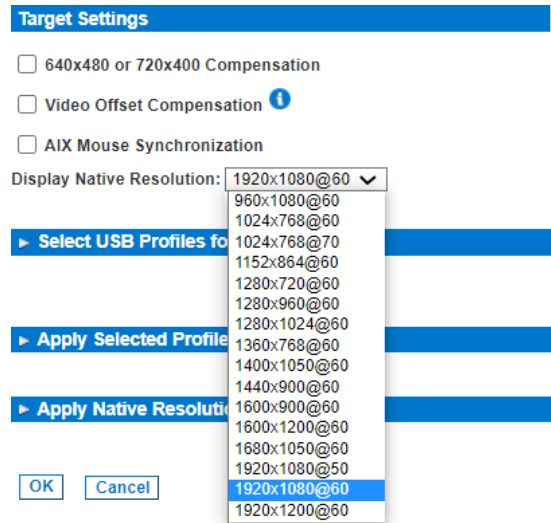 Target Settings
640x480 or 720x400 Compensation
Video Offset Compensation i
AIX Mouse Synchronization
Display Native Resolution: 1920x1080@60
960x1080@60
1024x768@60
Select USB Profiles fo 1024x768@70
1152x864@60
1280x720@60
1280x960@60
1280x1024@60
Apply Selected Profile 1360x768@60
1400x1050@60
1440x900@60
Apply Native Resoluti 1600x900@60
1600x1200@60
1680x1050@60
1920x1080@50
OK Cancel 1920x1080@60
1920x1200@60